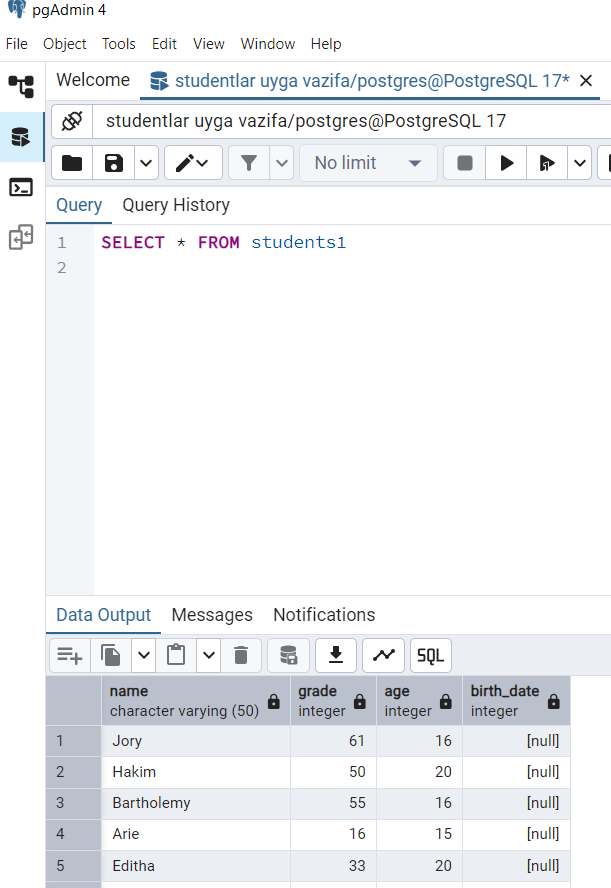 pgAdmin 4
File Object Tools Edit View Window Help
Welcome studentlar uyga vazifa/postgres@PostgreSQL 17*
studentlar uyga vazifa/postgres@PostgreSQL 17
No limit
Query Query History
1 SELECT * FROM students1
2
Data Output Messages Notifications
SQL
name grade age birth_date
character varying (50) integer integer integer
1 Jory 61 16 [null]
2 Hakim 50 20 [null]
3 Bartholemy 55 16 [null]
4 Arie 16 15 [null]
5 Editha 33 20 [null]